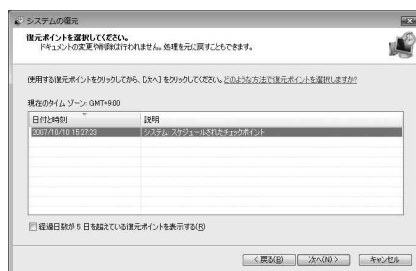 システムの復元
復元ポイントを選択してください。
ドキュメントの変更や削除は行われません。処理を元に戻すこともできます。
使用する復元ポイントをクリックしてから、[次へ] をクリックしてください。どのような方法で復元ポイントを選択しますか?
現在のタイム ゾーン: GMT+9:00
日付と時刻 説明
2007/10/10 15:27:23 システム: スケジュールされたチェックポイント
経過日数が 5 日を超えている復元ポイントを表示する(R)
< 戻る(B) 次へ(N) > キャンセル